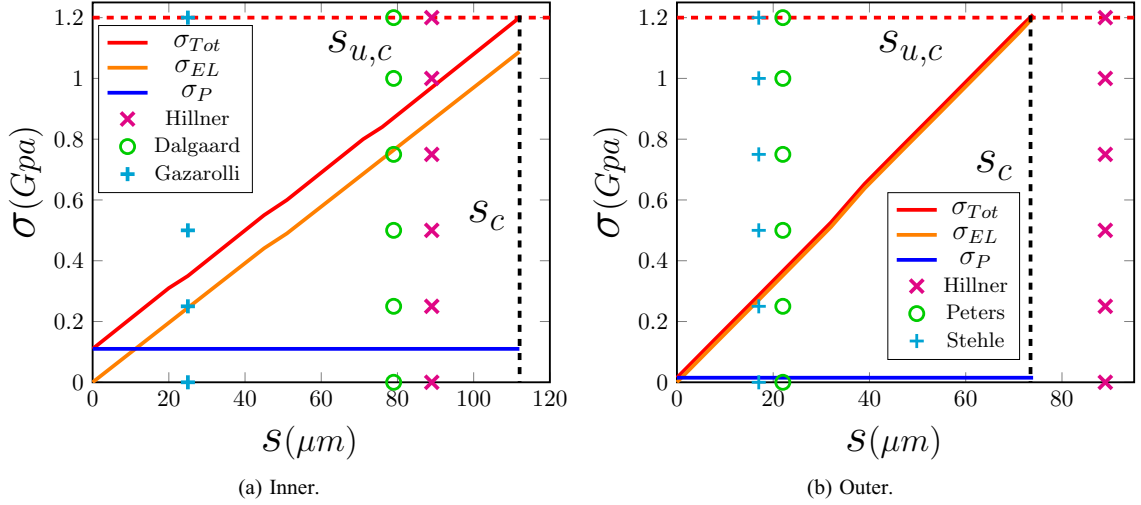 1.2
1
0.8
0.6
0.4
0.2
0
σ(Gpa)
0 20 40 60 80 100 120
s(μm)
σ_Tot
σ_EL
σ_P
Hillner
Dalgaard
Gazarolli
s_u,c
s_c
(a) Inner.
1.2
1
0.8
0.6
0.4
0.2
0
σ(Gpa)
0 20 40 60 80
s(μm)
s_u,c
s_c
σ_Tot
σ_EL
σ_P
Hillner
Peters
Stehle
(b) Outer.